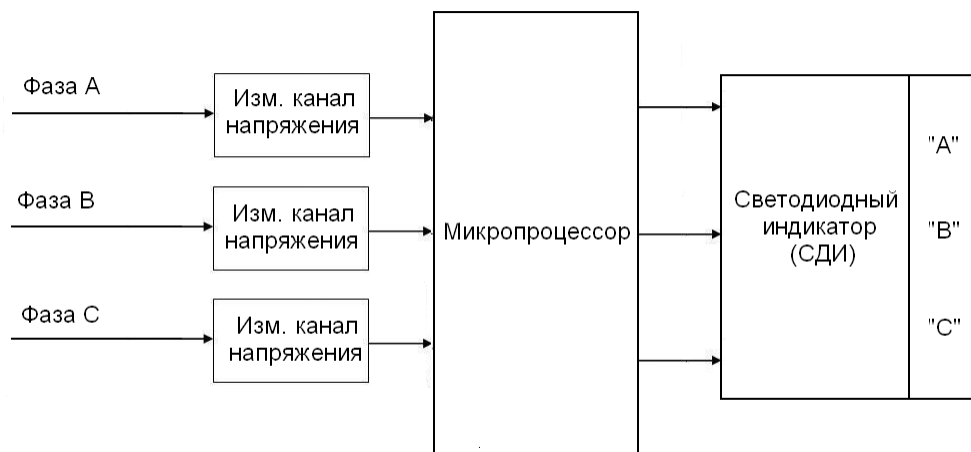 Фаза А
Изм. канал
напряжения
Фаза В
Изм. канал
напряжения
Фаза С
Изм. канал
напряжения
Микропроцессор
Светодиодный
индикатор
(СДИ)
"А"
"В"
"С"